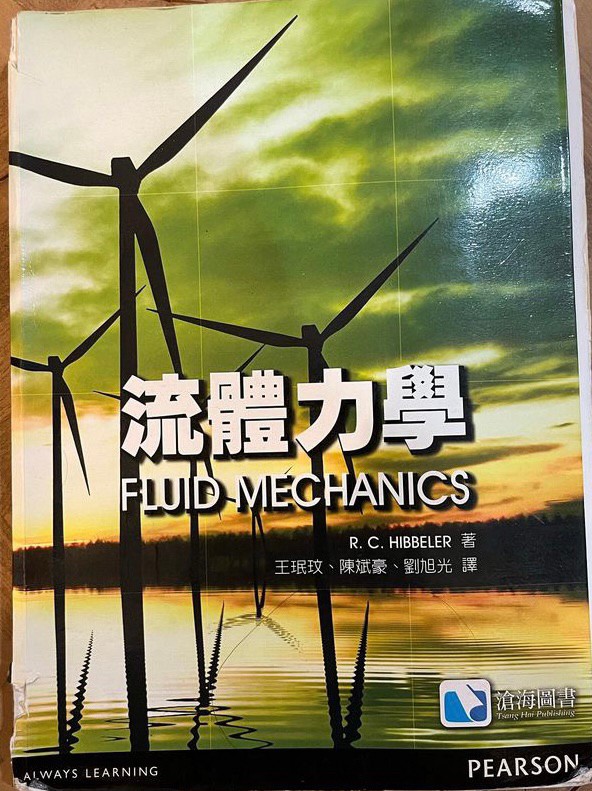 流體力學
FLUID MECHANICS
R. C. HIBBELER 著
王珉玟、陳斌豪、劉旭光 譯
滄海圖書
Tsang Hai Publishing
ALWAYS LEARNING
PEARSON